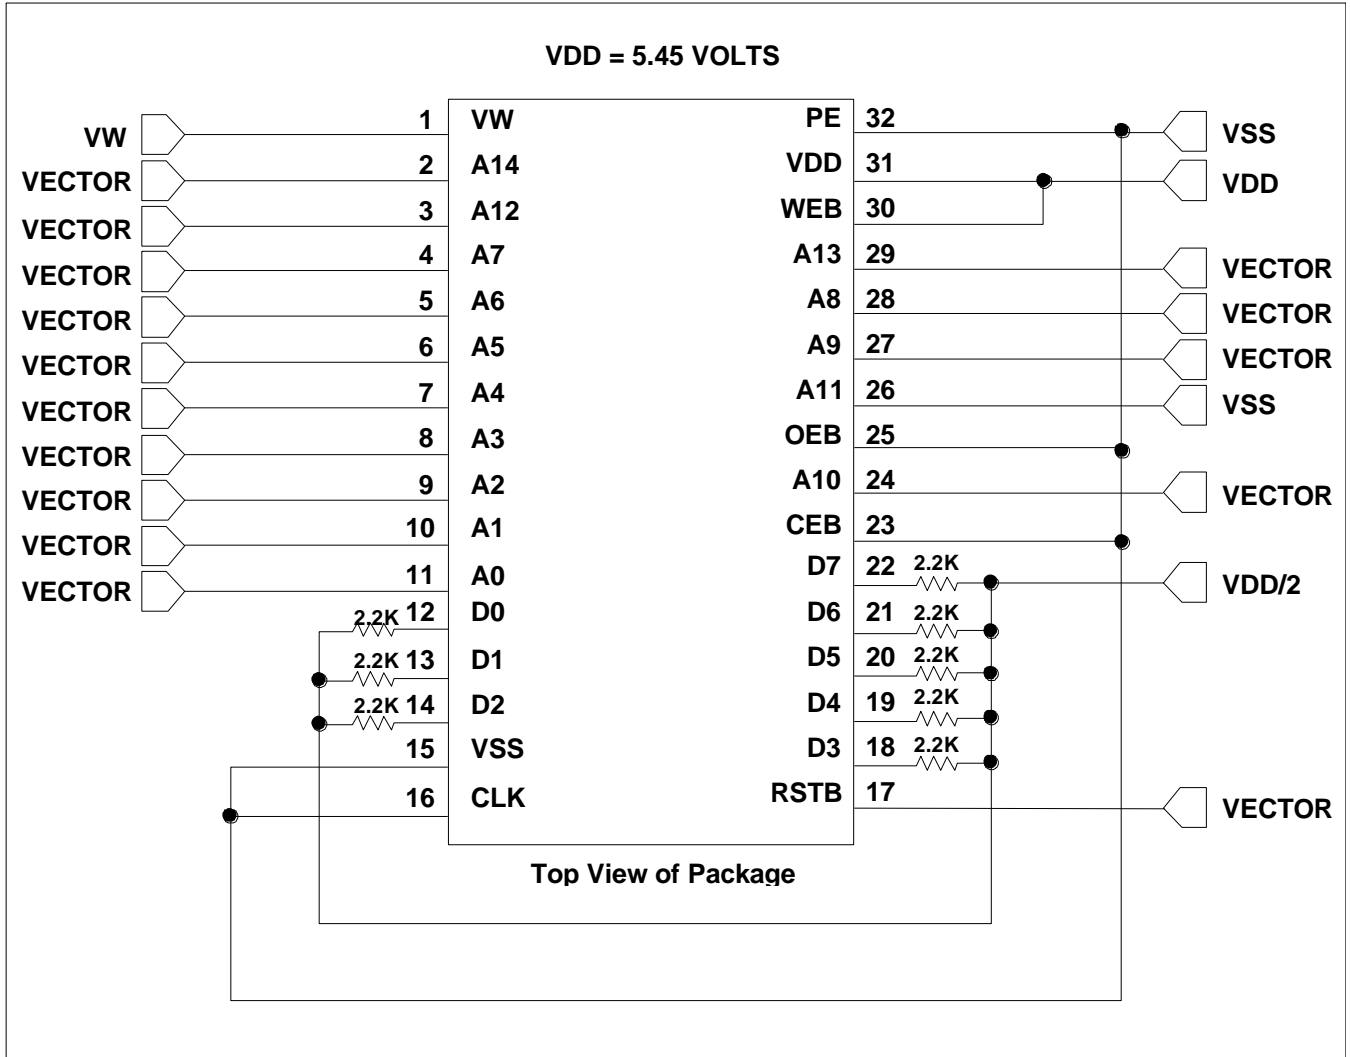 VDD = 5.45 VOLTS
VW 1 VW PE 32 VSS
VECTOR 2 A14 VDD 31 VDD
VECTOR 3 A12 WEB 30
VECTOR 4 A7 A13 29 VECTOR
VECTOR 5 A6 A8 28 VECTOR
VECTOR 6 A5 A9 27 VECTOR
VECTOR 7 A4 A11 26 VSS
VECTOR 8 A3 OEB 25
VECTOR 9 A2 A10 24 VECTOR
VECTOR 10 A1 CEB 23
VECTOR 11 A0 D7 22 2.2K VDD/2
2.2K 12 D0 D6 21 2.2K
2.2K 13 D1 D5 20 2.2K
2.2K 14 D2 D4 19 2.2K
15 VSS D3 18 2.2K
16 CLK RSTB 17 VECTOR
Top View of Package